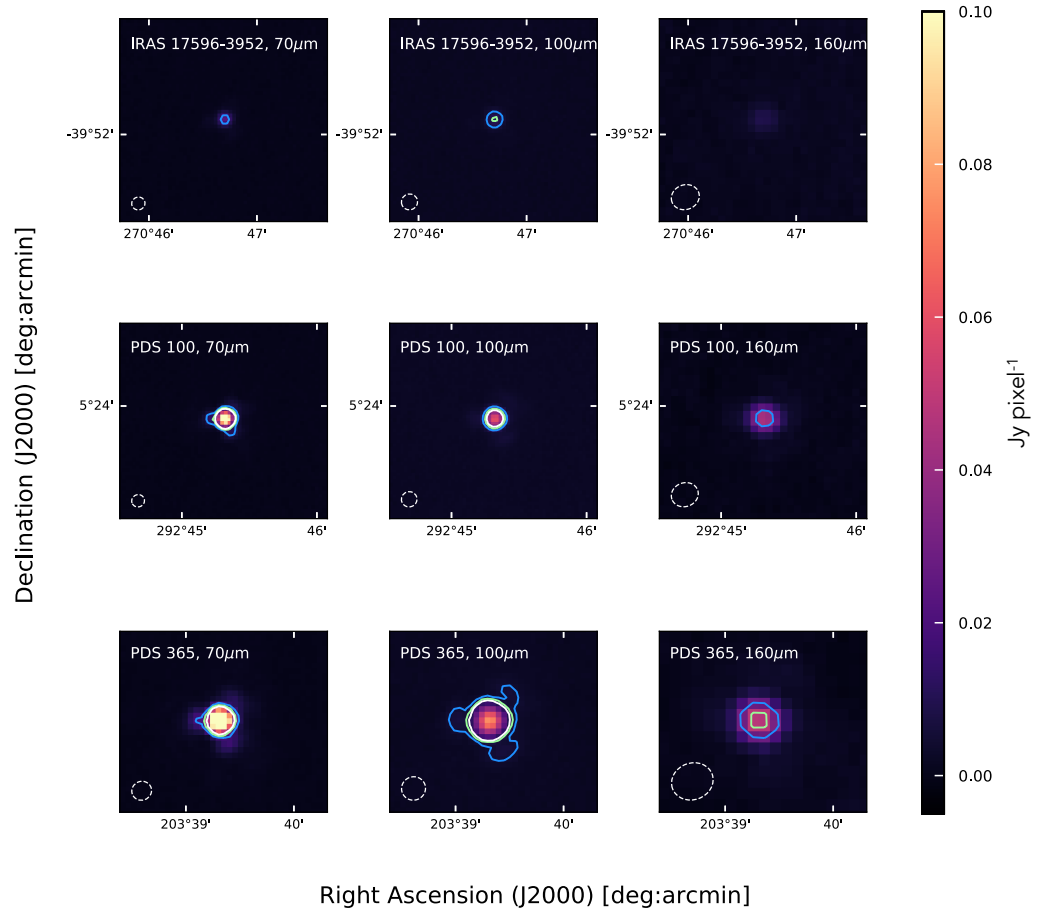 IRAS 17596-3952, 70μm
IRAS 17596-3952, 100μm
IRAS 17596-3952, 160μm
-39°52'
-39°52'
-39°52'
270°46'
47'
270°46'
47'
270°46'
47'
PDS 100, 70μm
PDS 100, 100μm
PDS 100, 160μm
5°24'
5°24'
5°24'
292°45'
46'
292°45'
46'
292°45'
46'
PDS 365, 70μm
PDS 365, 100μm
PDS 365, 160μm
203°39'
40'
203°39'
40'
203°39'
40'
Declination (J2000) [deg:arcmin]
Right Ascension (J2000) [deg:arcmin]
0.10
0.08
0.06
0.04
0.02
0.00
Jy pixel⁻¹